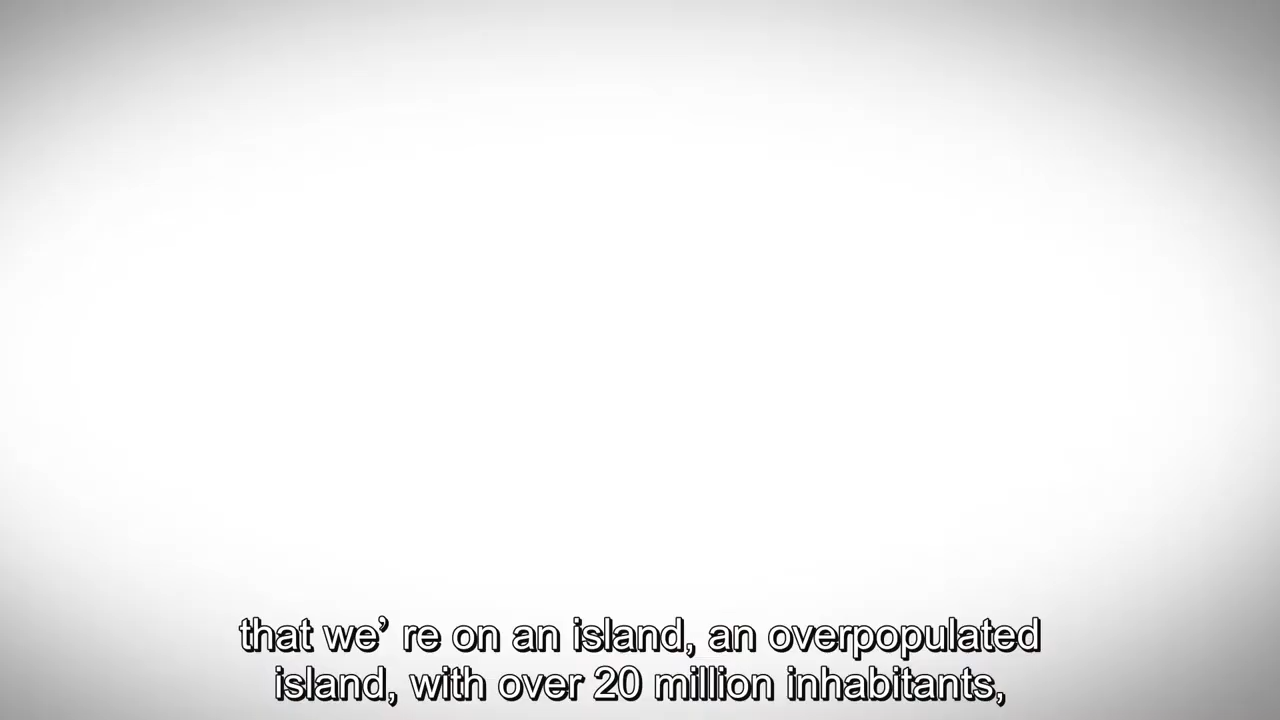 that we’ re on an island, an overpopulated
island, with over 20 million inhabitants,